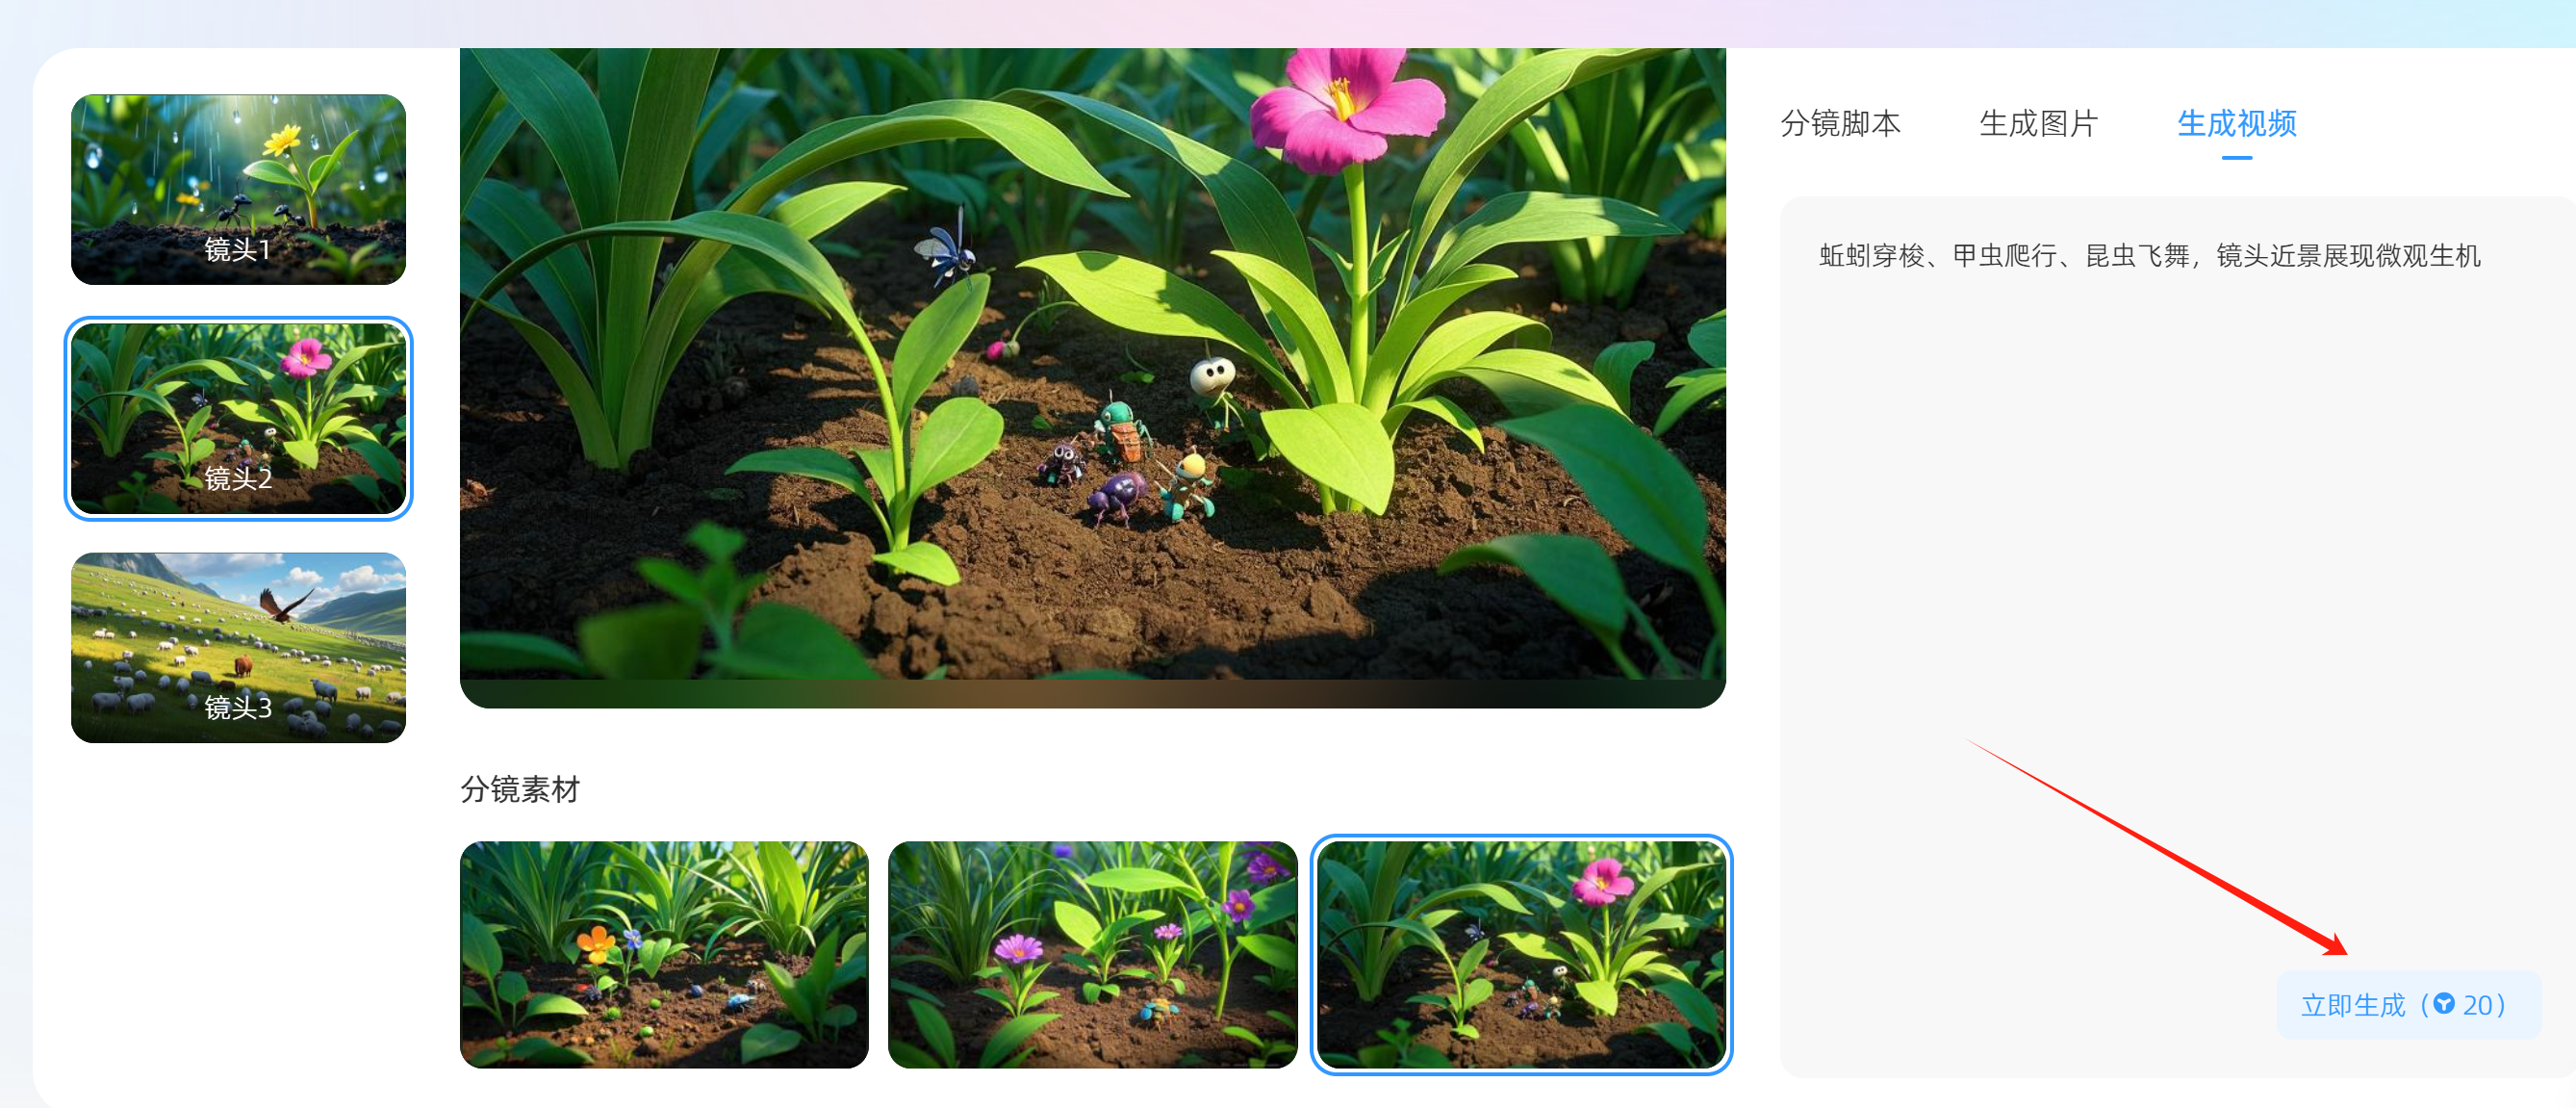 镜头1
镜头2
镜头3
分镜素材
分镜脚本 生成图片 生成视频
蚯蚓穿梭、甲虫爬行、昆虫飞舞，镜头近景展现微观生机
立即生成（20）